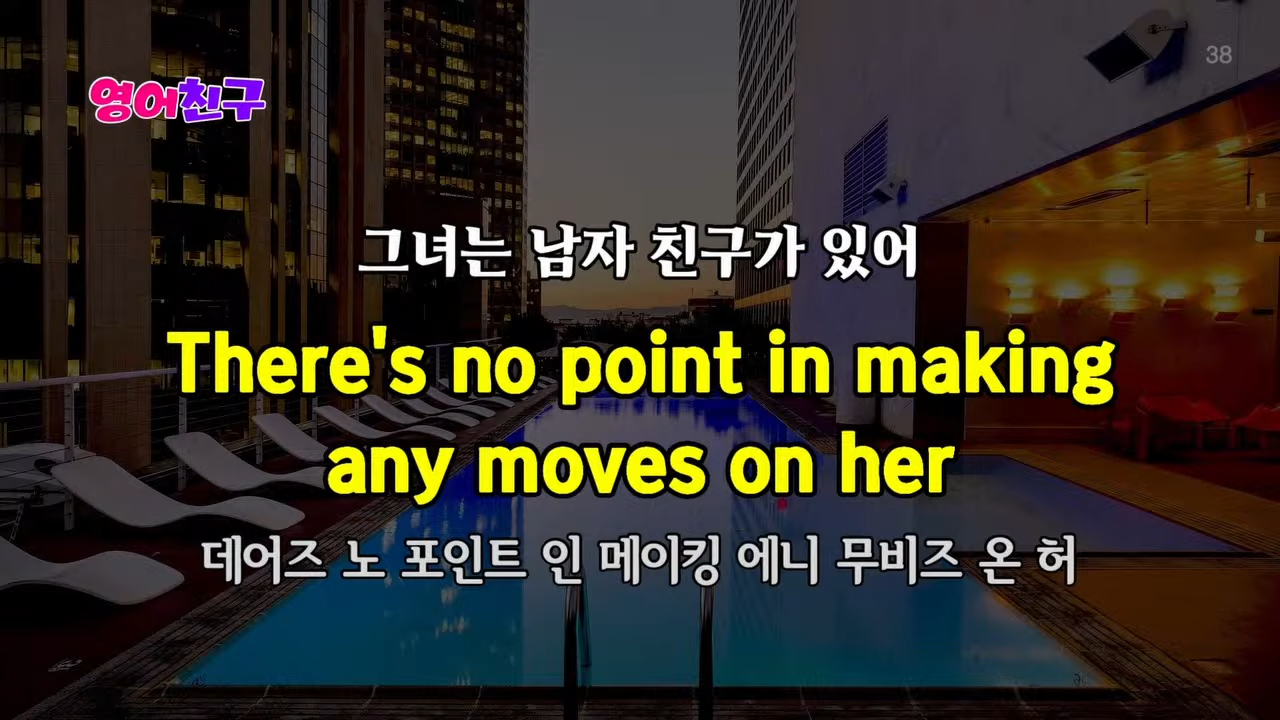 38
영어친구
그녀는 남자 친구가 있어
There's no point in making
any moves on her
데어즈 노 포인트 인 메이킹 에니 무비즈 온 허